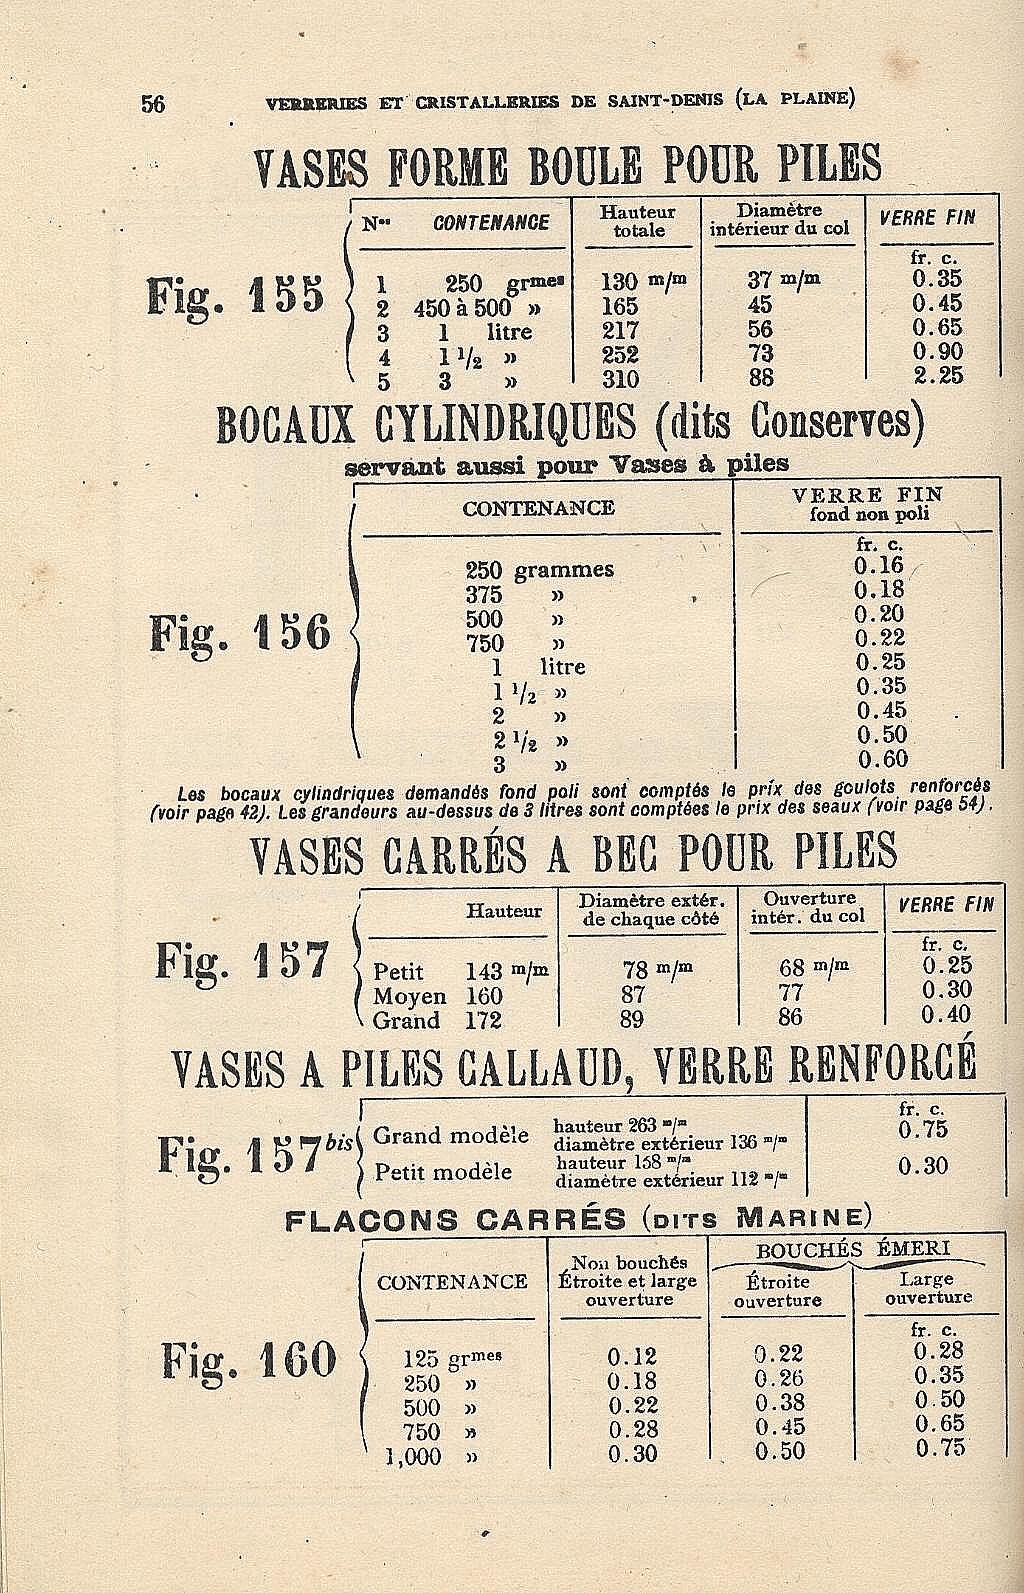 56 VERRERIES ET CRISTALLERIES DE SAINT-DENIS (LA PLAINE)
VASES FORME BOULE POUR PILES
Nos CONTENANCE Hauteur totale Diamètre intérieur du col VERRE FIN
fr. c.
Fig. 155
1 250 grmes 130 m/m 37 m/m 0.35
2 450 à 500 » 165 45 0.45
3 1 litre 217 56 0.65
4 1 1/2 » 252 73 0.90
5 3 » 310 88 2.25
BOCAUX CYLINDRIQUES (dits Conserves)
servant aussi pour Vases à piles
CONTENANCE VERRE FIN fond non poli
fr. c.
Fig. 156
250 grammes 0.16
375 » 0.18
500 » 0.20
750 » 0.22
1 litre 0.25
1 1/2 » 0.35
2 » 0.45
2 1/2 » 0.50
3 » 0.60
Les bocaux cylindriques demandés fond poli sont comptés le prix des goulots renforcés
(voir page 42). Les grandeurs au-dessus de 3 litres sont comptées le prix des seaux (voir page 54).
VASES CARRÉS A BEC POUR PILES
Hauteur Diamètre extér. de chaque côté Ouverture intér. du col VERRE FIN
fr. c.
Fig. 157
Petit 143 m/m 78 m/m 68 m/m 0.25
Moyen 160 87 77 0.30
Grand 172 89 86 0.40
VASES A PILES CALLAUD, VERRE RENFORCÉ
fr. c.
Fig. 157 bis
Grand modèle hauteur 263 m/m 0.75
diamètre extérieur 136 m/m
Petit modèle hauteur 158 m/m 0.30
diamètre extérieur 112 m/m
FLACONS CARRÉS (DITS MARINE)
CONTENANCE Non bouchés Étroite et large ouverture BOUCHÉS ÉMERI
Étroite ouverture Large ouverture
fr. c.
Fig. 160
125 grmes 0.12 0.22 0.28
250 » 0.18 0.26 0.35
500 » 0.22 0.38 0.50
750 » 0.28 0.45 0.65
1,000 » 0.30 0.50 0.75